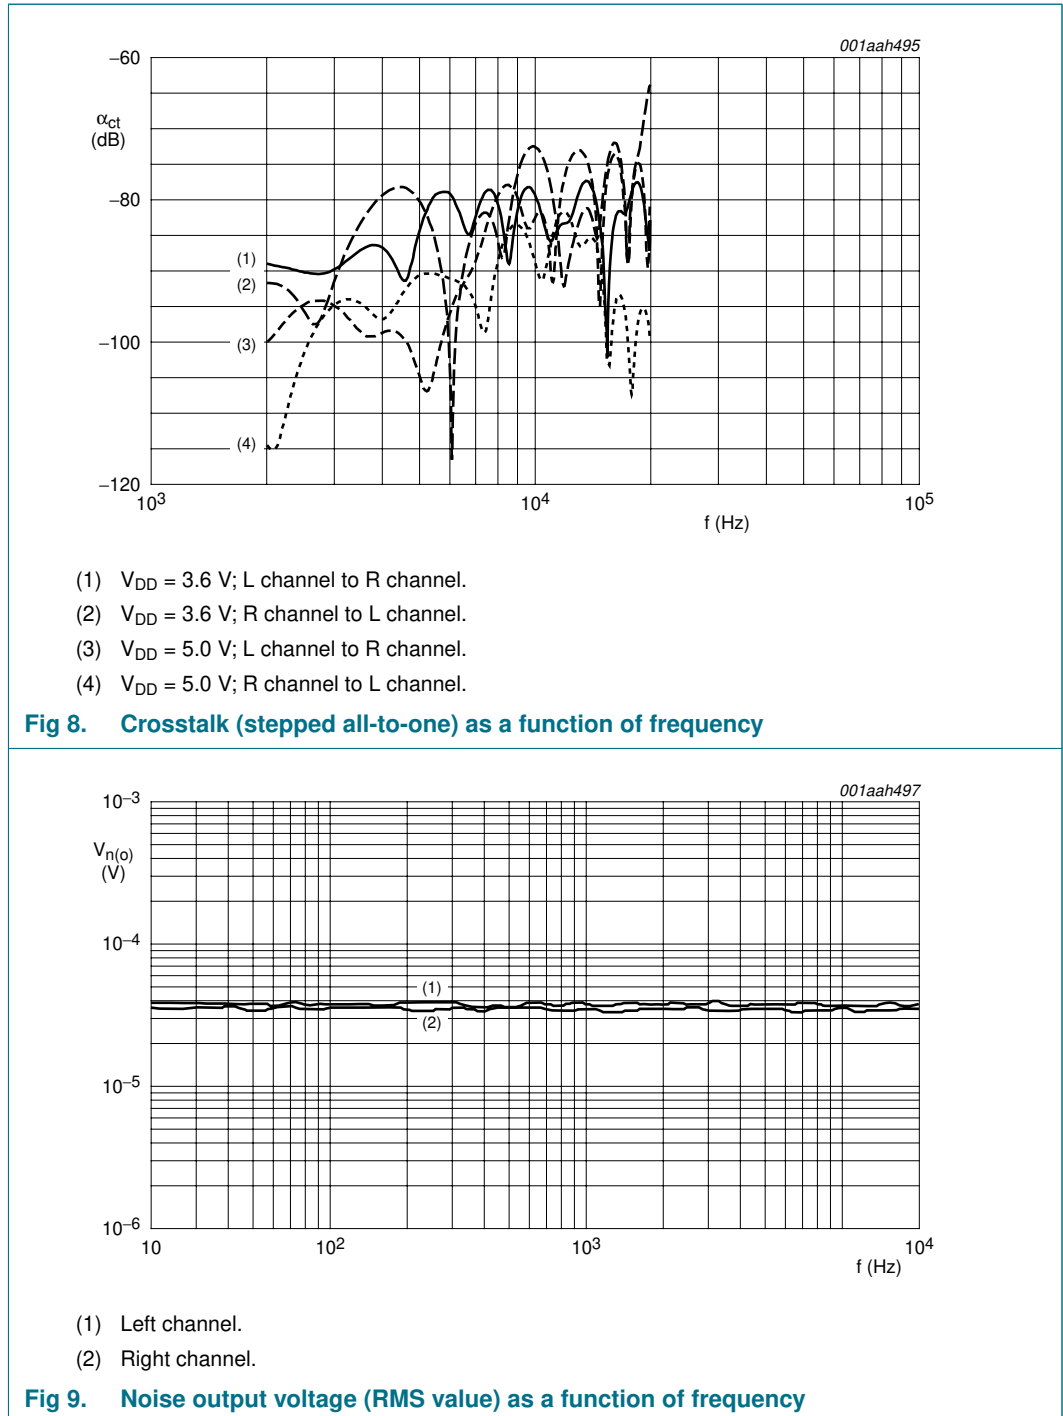 001aah495
–60
αct
(dB)
–80
(1)
(2)
–100
(3)
(4)
–120
10³
10⁴
10⁵
f (Hz)
(1) VDD = 3.6 V; L channel to R channel.
(2) VDD = 3.6 V; R channel to L channel.
(3) VDD = 5.0 V; L channel to R channel.
(4) VDD = 5.0 V; R channel to L channel.
Fig 8. Crosstalk (stepped all-to-one) as a function of frequency
001aah497
10–3
Vn(o)
(V)
10–4
(1)
(2)
10–5
10–6
10
10²
10³
10⁴
f (Hz)
(1) Left channel.
(2) Right channel.
Fig 9. Noise output voltage (RMS value) as a function of frequency